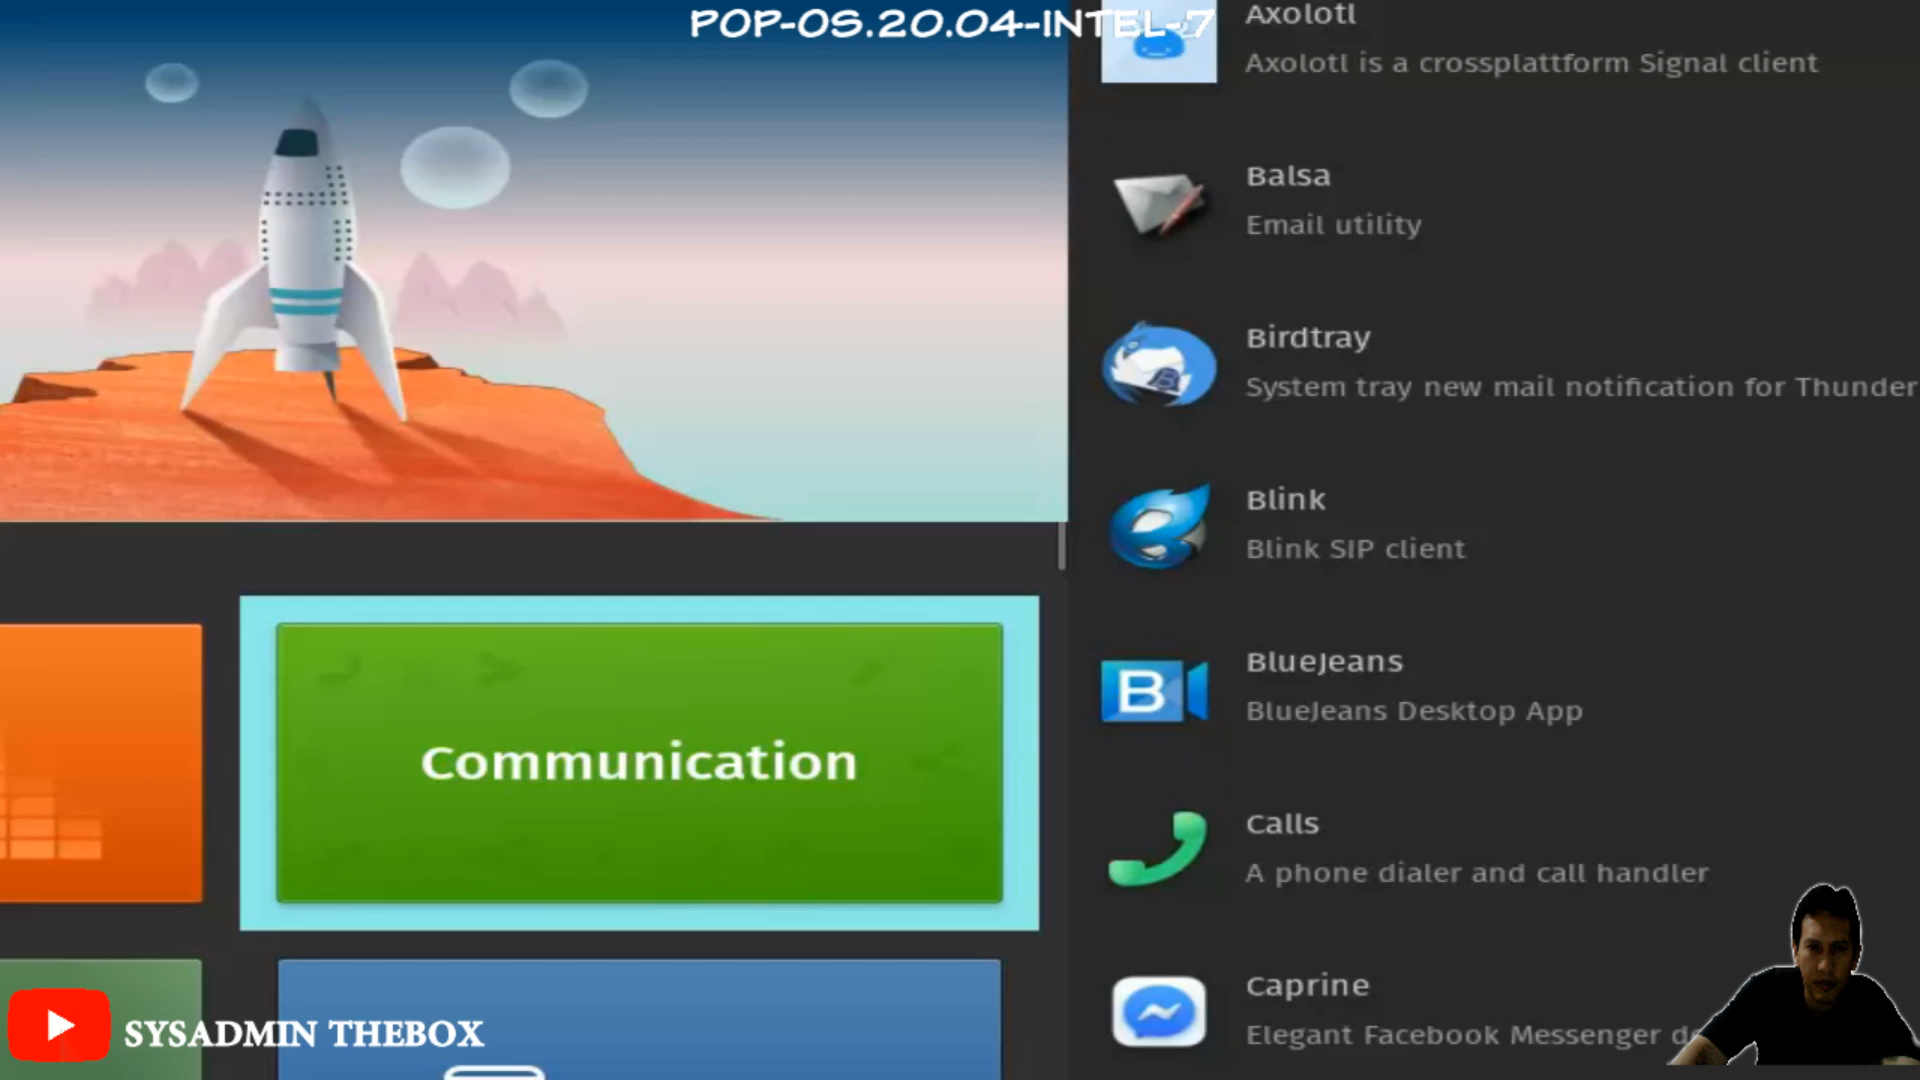 POP-OS.20.04-INTEL-7
Axolotl
Axolotl is a crossplattform Signal client
Balsa
Email utility
Birdtray
System tray new mail notification for Thunder
Blink
Blink SIP client
BlueJeans
B
BlueJeans Desktop App
Communication
Calls
A phone dialer and call handler
Caprine
Elegant Facebook Messenger
SYSADMIN THEBOX